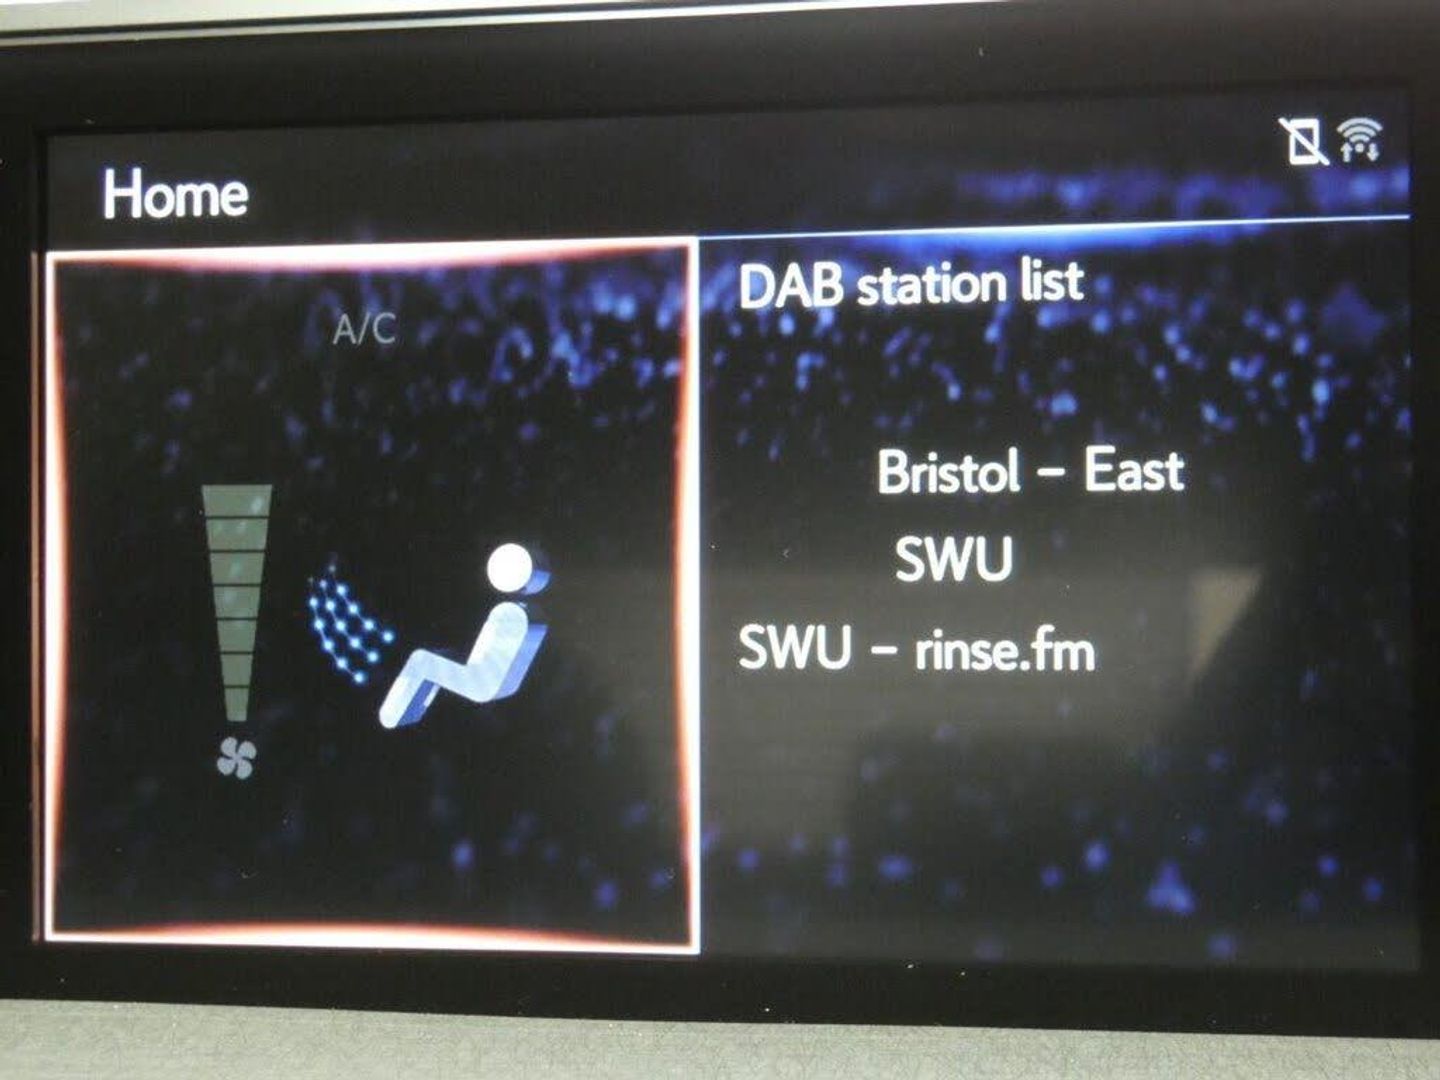 Home
A/C
DAB station list
Bristol – East
SWU
SWU – rinse.fm